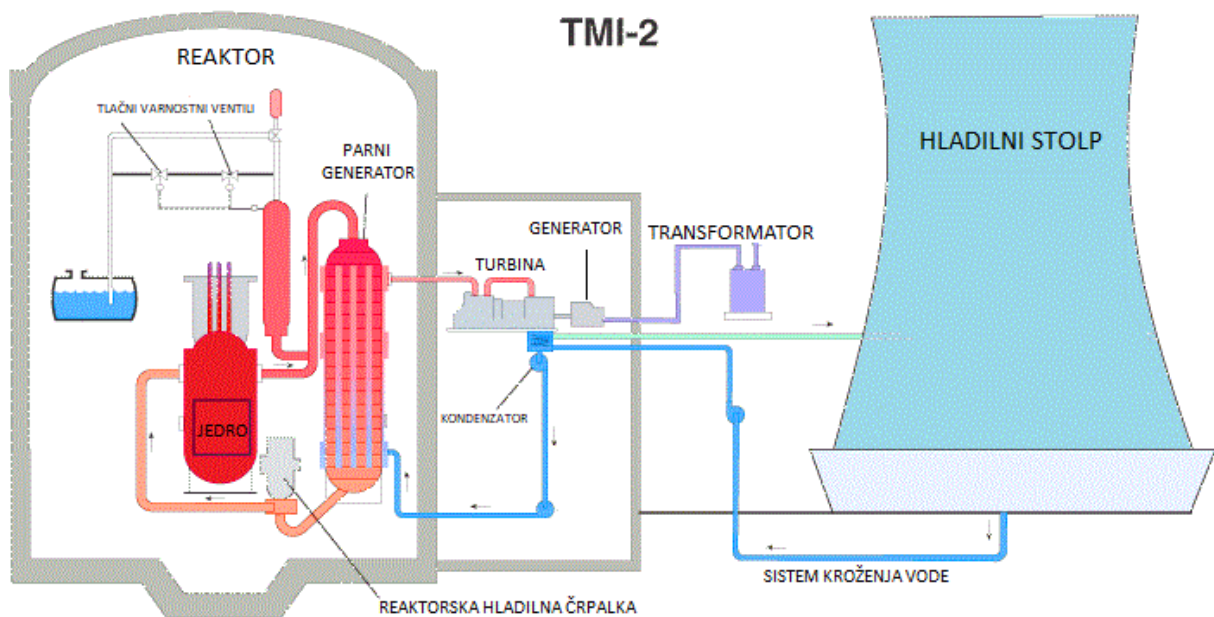 TMI-2
REAKTOR
TLAČNI VARNOSTNI VENTILI
PARNI
GENERATOR
HLADILNI STOLP
GENERATOR
TRANSFORMATOR
TURBINA
KONDENZATOR
JEDRO
SISTEM KROŽENJA VODE
REAKTORSKA HLADILNA ČRPALKA